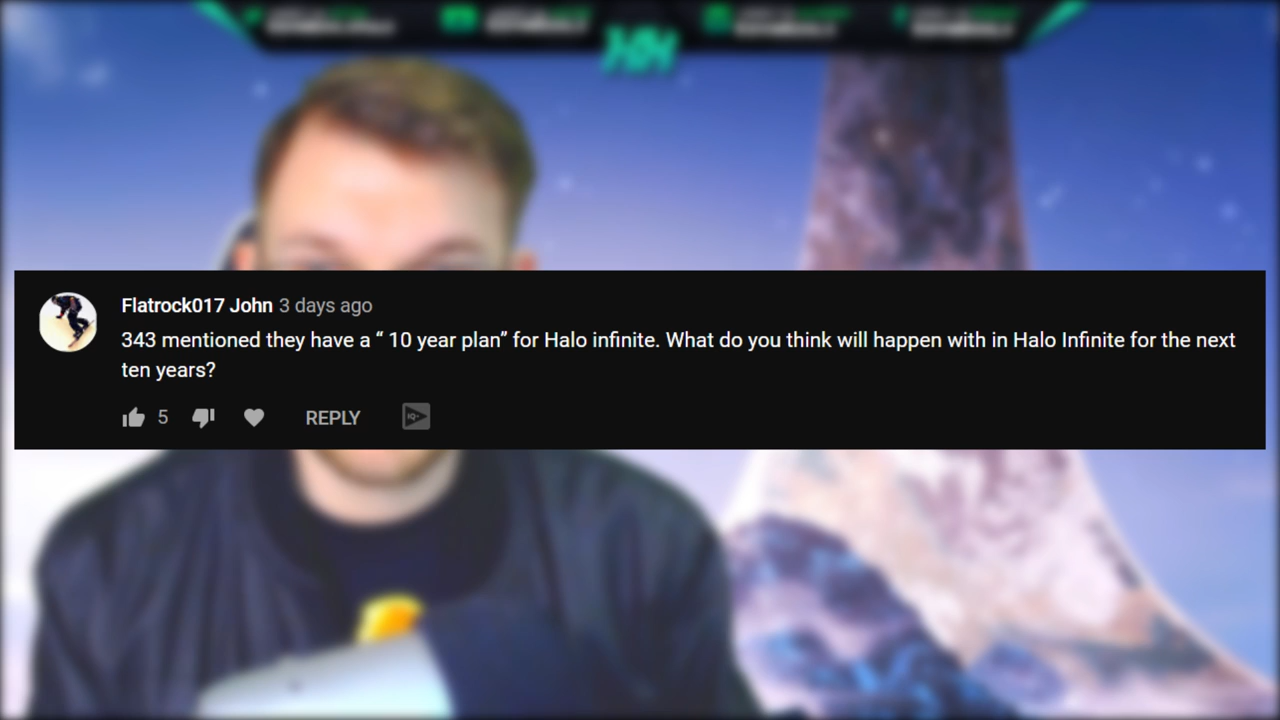 Flatrock017 John 3 days ago
343 mentioned they have a “ 10 year plan” for Halo infinite. What do you think will happen with in Halo Infinite for the next
ten years?
5 REPLY IQ+